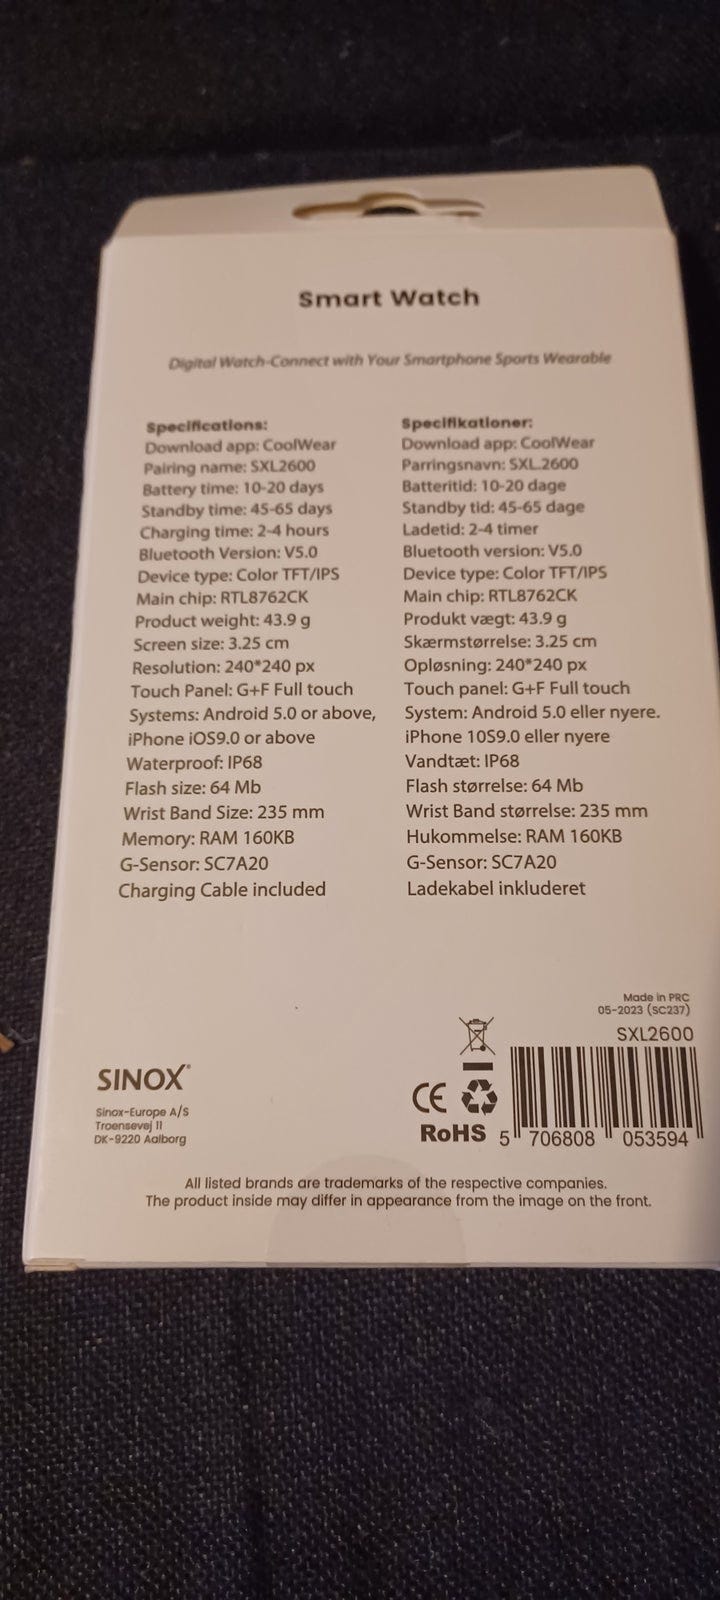 Smart Watch
Digital Watch-Connect with Your Smartphone Sports Wearable
Specifications:
Download app: CoolWear
Pairing name: SXL2600
Battery time: 10-20 days
Standby time: 45-65 days
Charging time: 2-4 hours
Bluetooth Version: V5.0
Device type: Color TFT/IPS
Main chip: RTL8762CK
Product weight: 43.9 g
Screen size: 3.25 cm
Resolution: 240*240 px
Touch Panel: G+F Full touch
Systems: Android 5.0 or above,
iPhone iOS9.0 or above
Waterproof: IP68
Flash size: 64 Mb
Wrist Band Size: 235 mm
Memory: RAM 160KB
G-Sensor: SC7A20
Charging Cable included
Specifikationer:
Download app: CoolWear
Parringsnavn: SXL.2600
Batteritid: 10-20 dage
Standby tid: 45-65 dage
Ladetid: 2-4 timer
Bluetooth version: V5.0
Device type: Color TFT/IPS
Main chip: RTL8762CK
Produkt vægt: 43.9 g
Skærmstørrelse: 3.25 cm
Opløsning: 240*240 px
Touch panel: G+F Full touch
System: Android 5.0 eller nyere.
iPhone 10S9.0 eller nyere
Vandtæt: IP68
Flash størrelse: 64 Mb
Wrist Band størrelse: 235 mm
Hukommelse: RAM 160KB
G-Sensor: SC7A20
Ladekabel inkluderet
Made in PRC
05-2023 (SC237)
SXL2600
SINOX®
Sinox-Europe A/S
Troensevej 11
DK-9220 Aalborg
CE
RoHS
5 706808 053594
All listed brands are trademarks of the respective companies.
The product inside may differ in appearance from the image on the front.